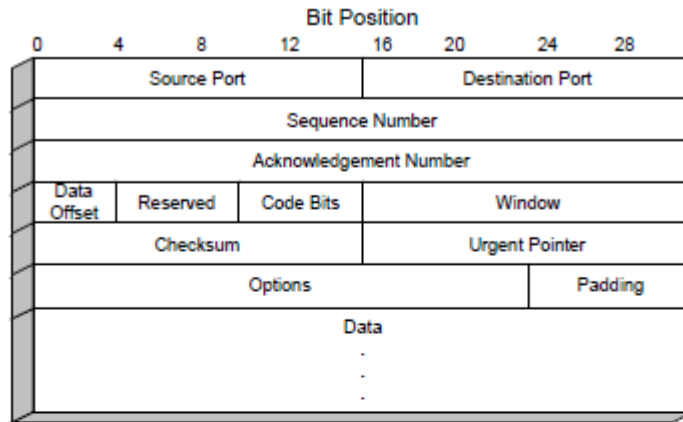 Bit Position
0 4 8 12 16 20 24 28
Source Port Destination Port
Sequence Number
Acknowledgement Number
Data Offset Reserved Code Bits Window
Checksum Urgent Pointer
Options Padding
Data
.
.
.